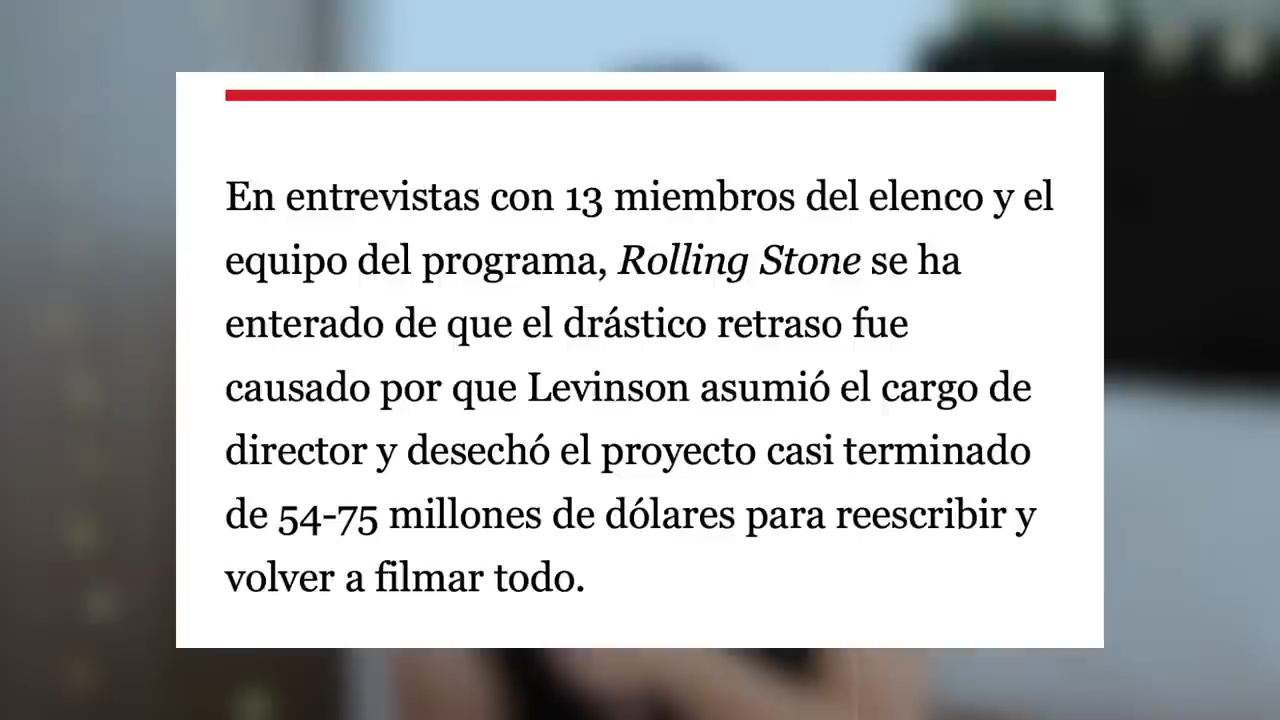 En entrevistas con 13 miembros del elenco y el
equipo del programa, Rolling Stone se ha
enterado de que el drástico retraso fue
causado por que Levinson asumió el cargo de
director y desechó el proyecto casi terminado
de 54-75 millones de dólares para reescribir y
volver a filmar todo.